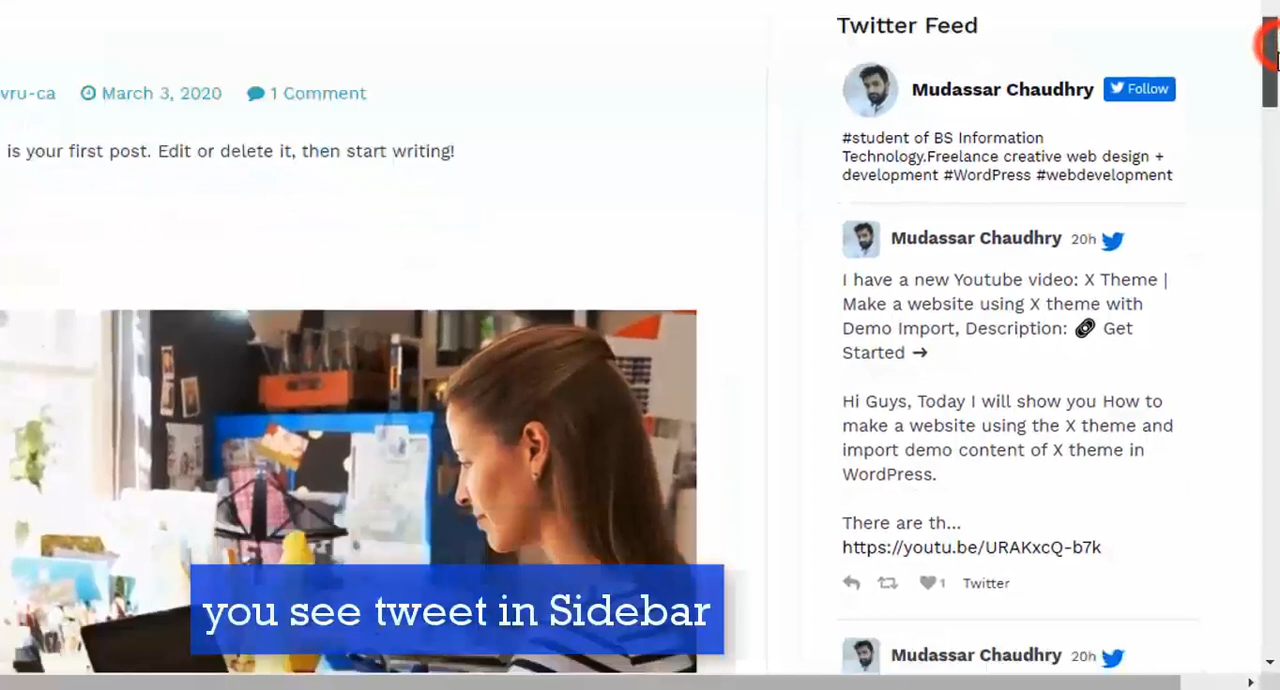 Twitter Feed
Mudassar Chaudhry Follow
#student of BS Information
Technology.Freelance creative web design +
development #WordPress #webdevelopment
vru-ca March 3, 2020 1 Comment
is your first post. Edit or delete it, then start writing!
Mudassar Chaudhry 20h
I have a new Youtube video: X Theme |
Make a website using X theme with
Demo Import, Description: 🔗 Get
Started →
Hi Guys, Today I will show you How to
make a website using the X theme and
import demo content of X theme in
WordPress.
There are th...
https://youtu.be/URAKxcQ-b7k
1 Twitter
you see tweet in Sidebar
Mudassar Chaudhry 20h